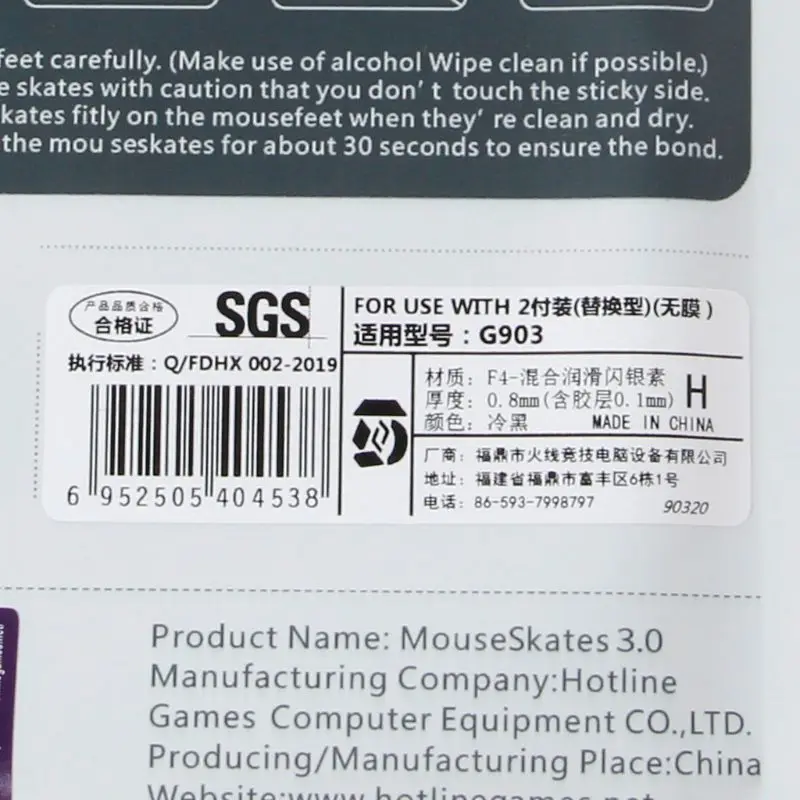 feet carefully. (Make use of alcohol Wipe clean if possible.)
e skates with caution that you don't touch the sticky side.
kates fitly on the mousefeet when they're clean and dry.
the mou seskates for about 30 seconds to ensure the bond.
产品品质合格
合格证
SGS
执行标准：Q/FDHX 002-2019
6 952505 404538
FOR USE WITH 2付装(替换型)(无膜)
适用型号：G903
材质：F4-混合润滑闪银素
厚度：0.8mm(含胶层0.1mm)
H
颜色：冷黑 MADE IN CHINA
厂商：福鼎市火线竞技电脑设备有限公司
地址：福建省福鼎市富丰区6栋1号
电话：86-593-7998797
90320
Product Name: MouseSkates 3.0
Manufacturing Company:Hotline
Games Computer Equipment CO.,LTD.
Producing/Manufacturing Place:China
Website:www.hotlinegames.net